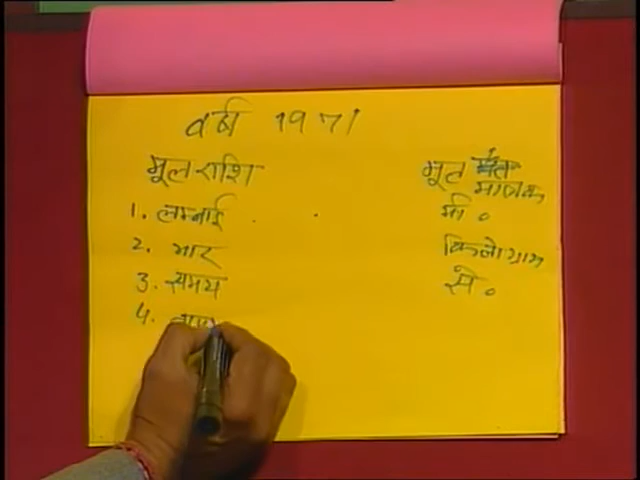 वर्ष 1971
मूल राशि मूल
मात्रक
1. लम्बाई मी.
2. भार किलोग्राम
3. समय से.
4.